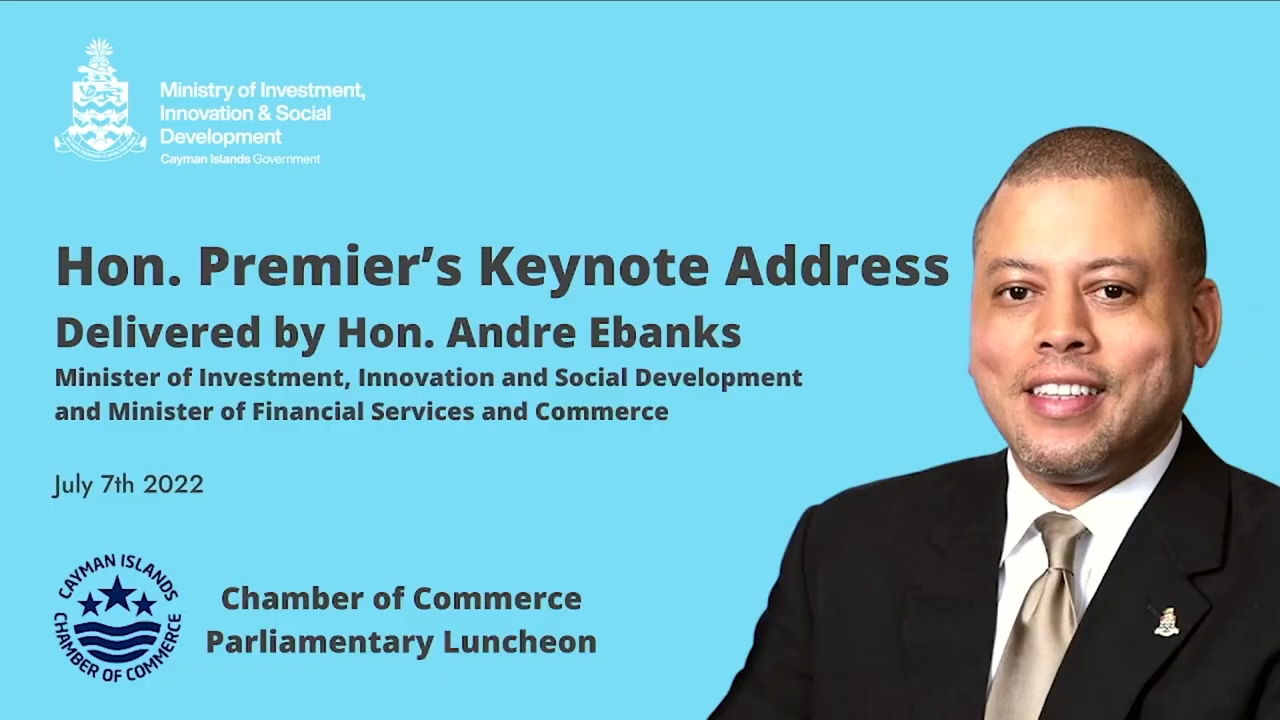 Ministry of Investment,
Innovation & Social
Development
Cayman Islands Government
Hon. Premier’s Keynote Address
Delivered by Hon. Andre Ebanks
Minister of Investment, Innovation and Social Development
and Minister of Financial Services and Commerce
July 7th 2022
CAYMAN ISLANDS
CHAMBER OF COMMERCE
Chamber of Commerce
Parliamentary Luncheon